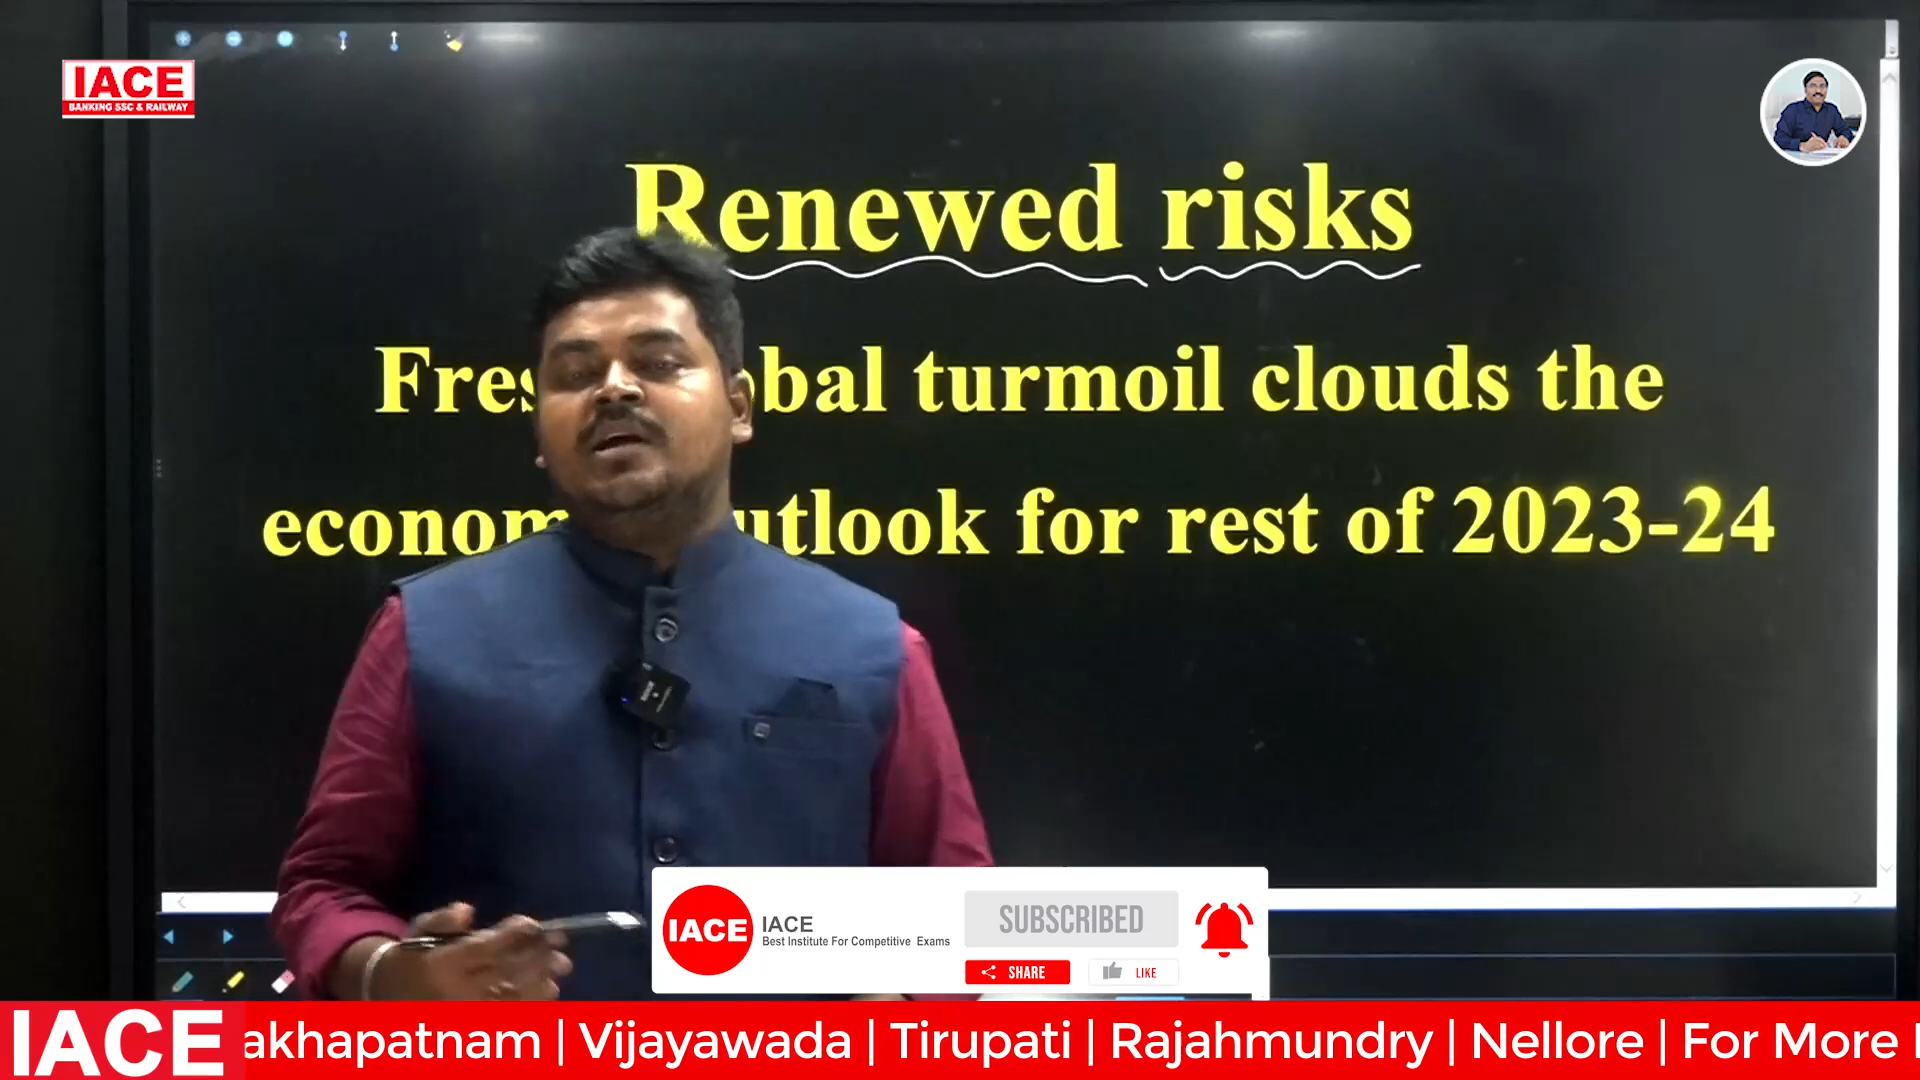 IACE
BANKING SSC & RAILWAY
Renewed risks
Fres bal turmoil clouds the
econom utlook for rest of 2023-24
IACE
IACE
Best Institute For Competitive Exams
SUBSCRIBED
SHARE
LIKE
IACE
akhapatnam | Vijayawada | Tirupati | Rajahmundry | Nellore | For More